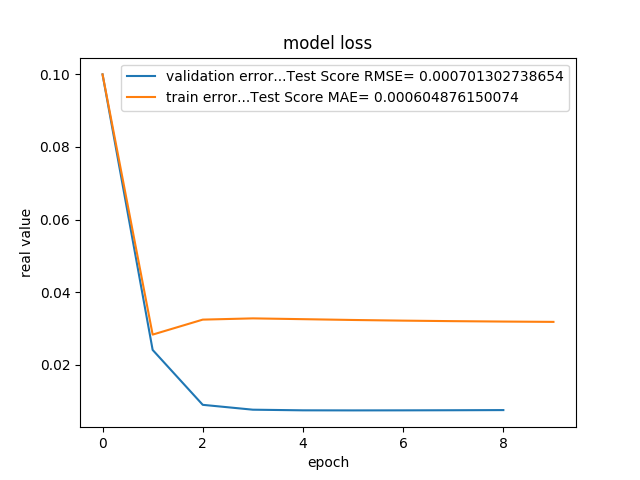 model loss
validation error...Test Score RMSE= 0.000701302738654
train error...Test Score MAE= 0.000604876150074
0.10
0.08
0.06
0.04
0.02
real value
0 2 4 6 8
epoch